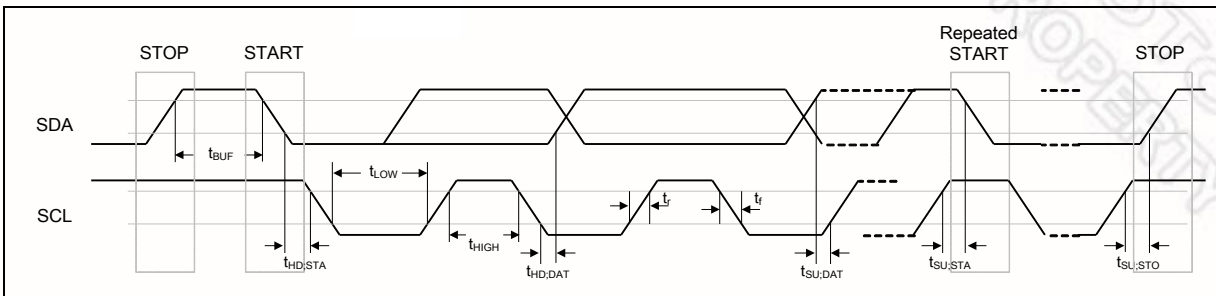 STOP START Repeated START STOP
SDA
tBUF
tLOW
SCL
tr tf
tHIGH
tHD;STA tHD;DAT tSU;DAT tSU;STA tSU;STO